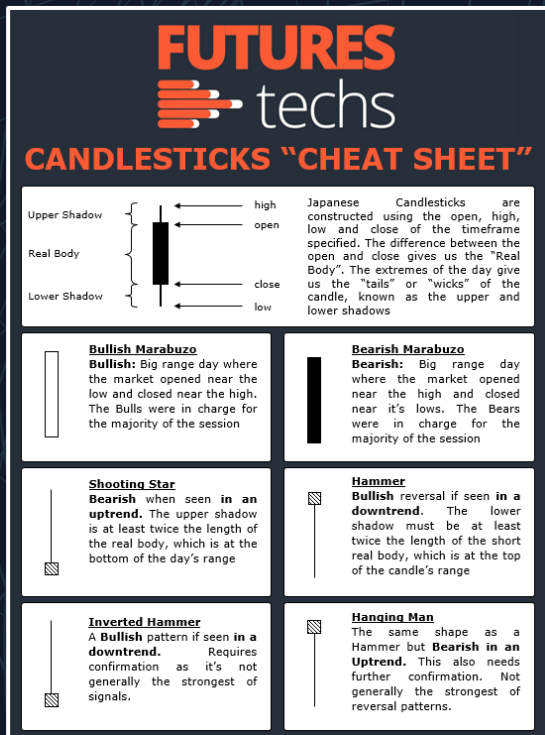 FUTURES
techs
CANDLESTICKS “CHEAT SHEET”
Upper Shadow
Real Body
Lower Shadow
high
open
close
low
Japanese Candlesticks are
constructed using the open, high,
low and close of the timeframe
specified. The difference between the
open and close gives us the “Real
Body”. The extremes of the day give
us the “tails” or “wicks” of the
candle, known as the upper and
lower shadows
Bullish Marabuzo
Bullish: Big range day where
the market opened near the
low and closed near the high.
The Bulls were in charge for
the majority of the session
Bearish Marabuzo
Bearish: Big range day
where the market opened
near the high and closed
near it’s lows. The Bears
were in charge for the
majority of the session
Shooting Star
Bearish when seen in an
uptrend. The upper shadow
is at least twice the length of
the real body, which is at the
bottom of the day’s range
Hammer
Bullish reversal if seen in a
downtrend. The lower
shadow must be at least
twice the length of the short
real body, which is at the top
of the candle’s range
Inverted Hammer
A Bullish pattern if seen in a
downtrend. Requires
confirmation as it’s not
generally the strongest of
signals.
Hanging Man
The same shape as a
Hammer but Bearish in an
Uptrend. This also needs
further confirmation. Not
generally the strongest of
reversal patterns.